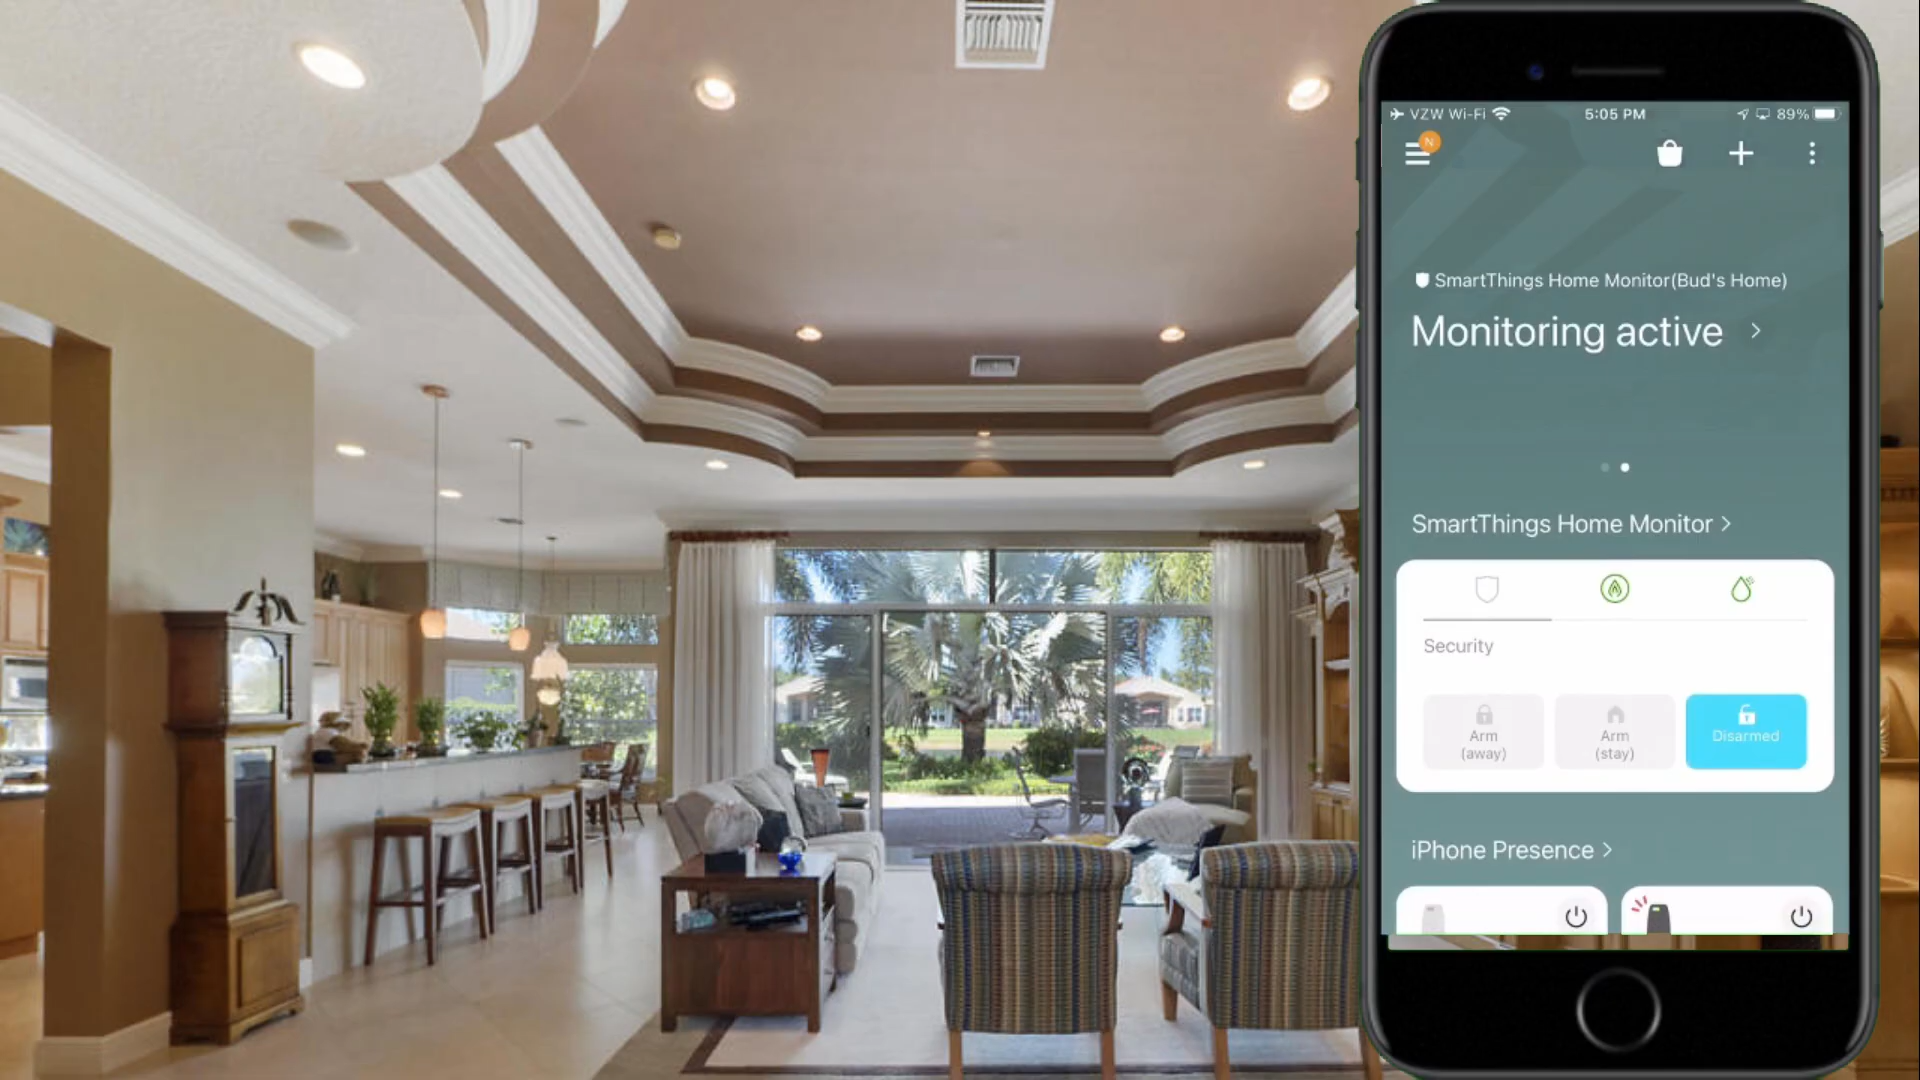 VZW Wi-Fi 5:05 PM 89%
N
SmartThings Home Monitor(Bud's Home)
Monitoring active >
SmartThings Home Monitor >
Security
Arm
(away)
Arm
(stay)
Disarmed
iPhone Presence >